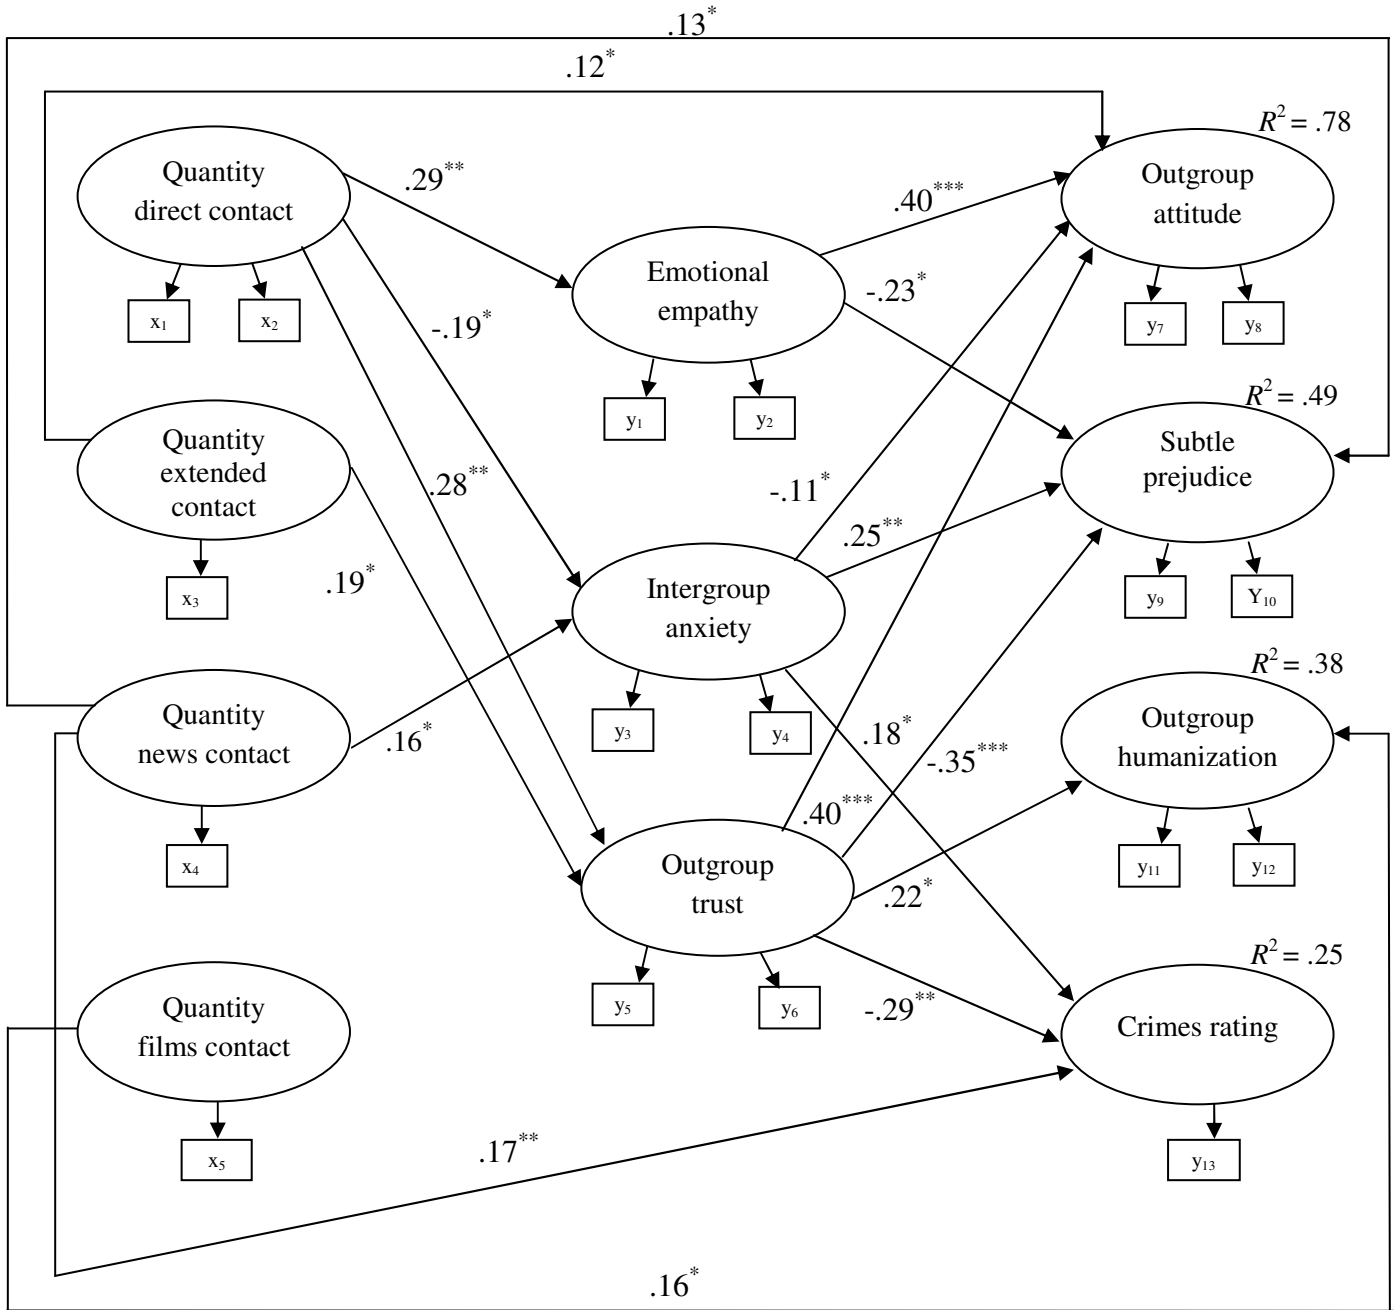 .13*
.12*
R² = .78
Quantity
direct contact
.29**
.40***
Outgroup
attitude
Emotional
empathy
-.23*
x₁
x₂
-.19*
y₇
y₈
R² = .49
y₁
y₂
Quantity
extended
contact
.28**
-.11*
Subtle
prejudice
.25**
x₃
.19*
Intergroup
anxiety
y₉
Y₁₀
R² = .38
Quantity
news contact
.16*
y₃
y₄
.18*
-.35***
Outgroup
humanization
.40***
x₄
Outgroup
trust
.22*
y₁₁
y₁₂
R² = .25
Quantity
films contact
y₅
y₆
-.29**
Crimes rating
x₅
.17**
y₁₃
.16*